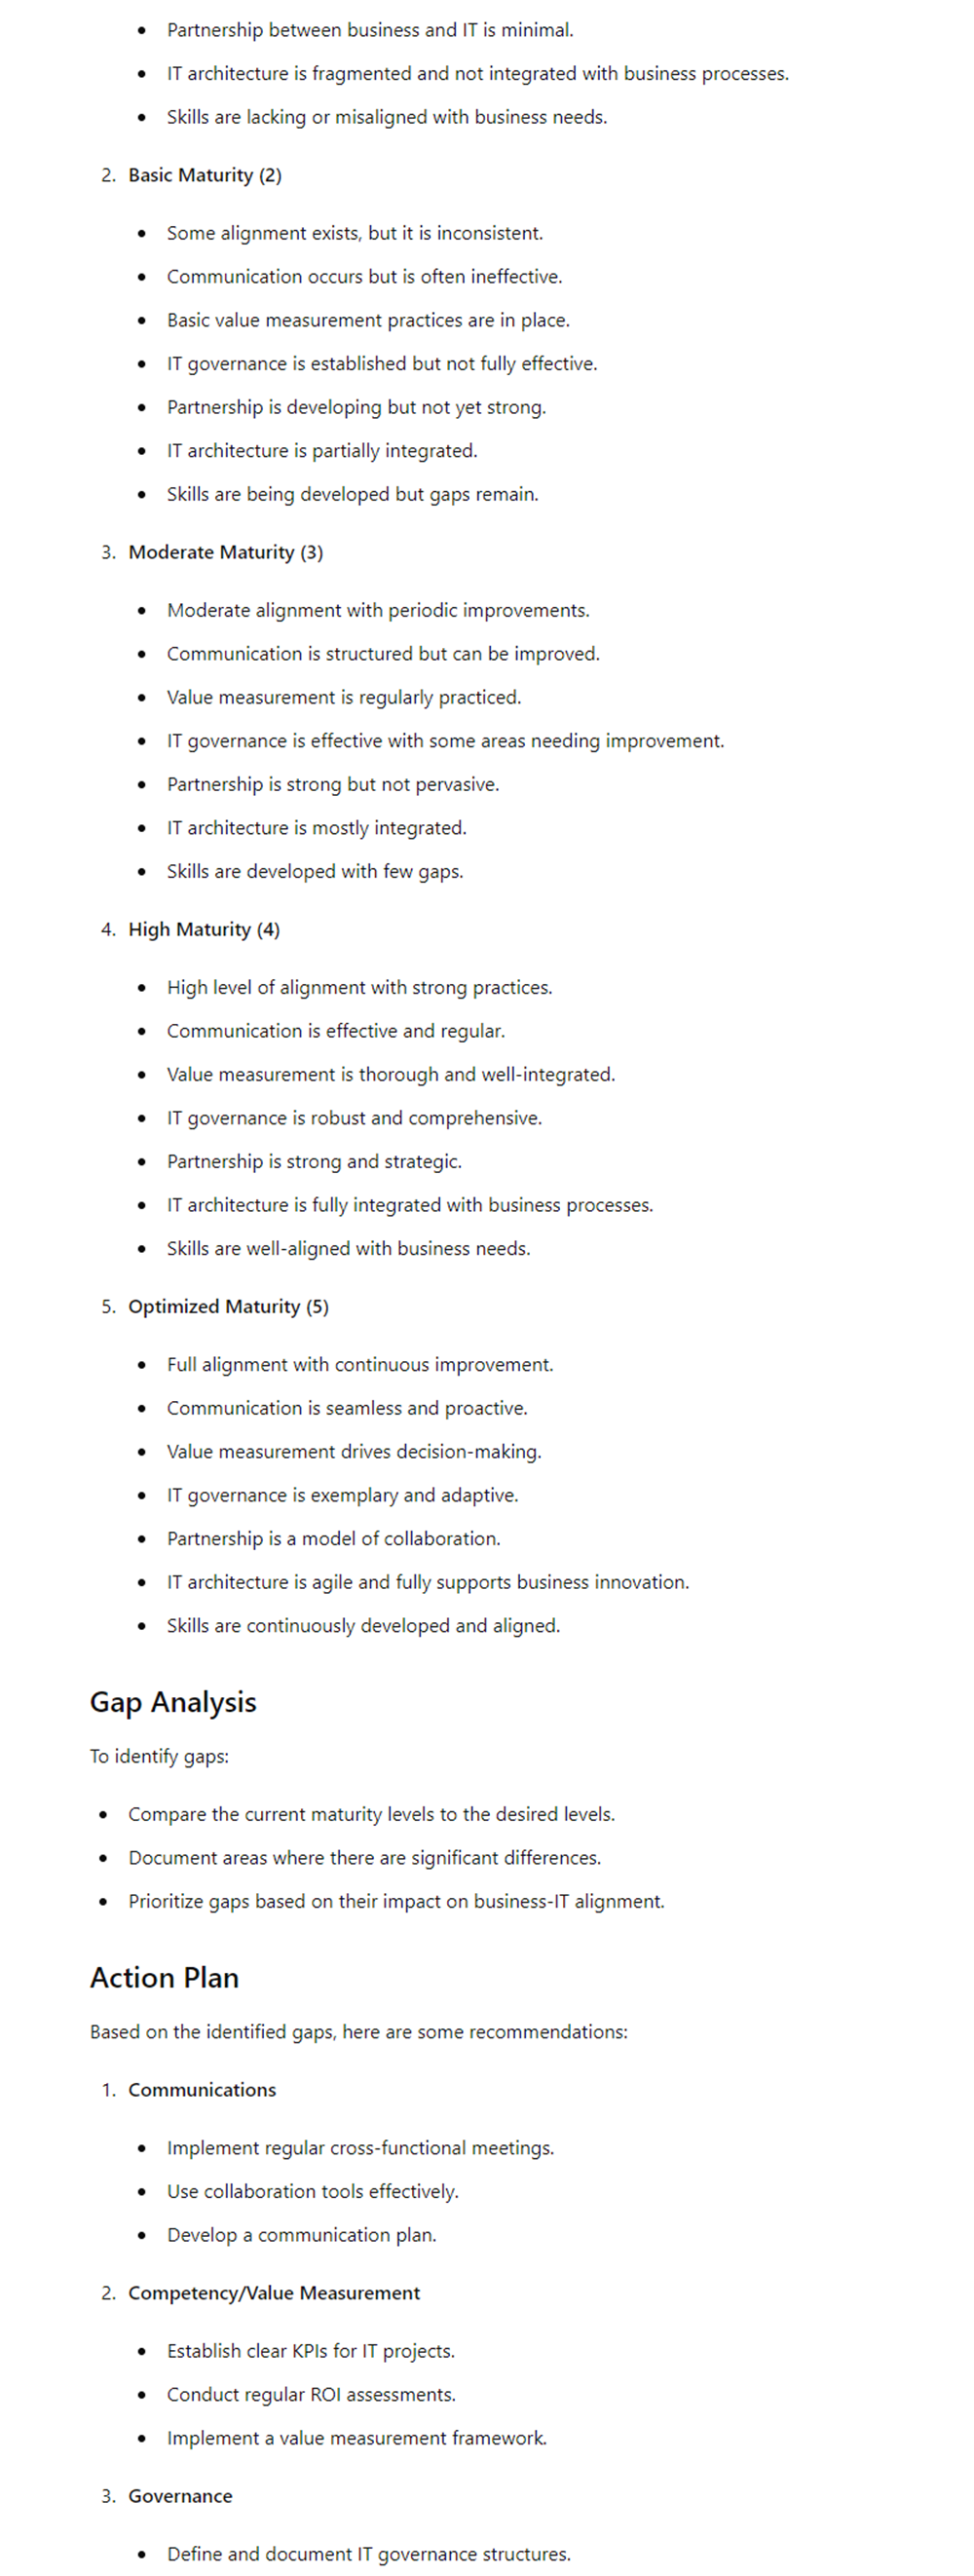 • Partnership between business and IT is minimal.
• IT architecture is fragmented and not integrated with business processes.
• Skills are lacking or misaligned with business needs.
2. Basic Maturity (2)
• Some alignment exists, but it is inconsistent.
• Communication occurs but is often ineffective.
• Basic value measurement practices are in place.
• IT governance is established but not fully effective.
• Partnership is developing but not yet strong.
• IT architecture is partially integrated.
• Skills are being developed but gaps remain.
3. Moderate Maturity (3)
• Moderate alignment with periodic improvements.
• Communication is structured but can be improved.
• Value measurement is regularly practiced.
• IT governance is effective with some areas needing improvement.
• Partnership is strong but not pervasive.
• IT architecture is mostly integrated.
• Skills are developed with few gaps.
4. High Maturity (4)
• High level of alignment with strong practices.
• Communication is effective and regular.
• Value measurement is thorough and well-integrated.
• IT governance is robust and comprehensive.
• Partnership is strong and strategic.
• IT architecture is fully integrated with business processes.
• Skills are well-aligned with business needs.
5. Optimized Maturity (5)
• Full alignment with continuous improvement.
• Communication is seamless and proactive.
• Value measurement drives decision-making.
• IT governance is exemplary and adaptive.
• Partnership is a model of collaboration.
• IT architecture is agile and fully supports business innovation.
• Skills are continuously developed and aligned.
Gap Analysis
To identify gaps:
• Compare the current maturity levels to the desired levels.
• Document areas where there are significant differences.
• Prioritize gaps based on their impact on business-IT alignment.
Action Plan
Based on the identified gaps, here are some recommendations:
1. Communications
• Implement regular cross-functional meetings.
• Use collaboration tools effectively.
• Develop a communication plan.
2. Competency/Value Measurement
• Establish clear KPIs for IT projects.
• Conduct regular ROI assessments.
• Implement a value measurement framework.
3. Governance
• Define and document IT governance structures.